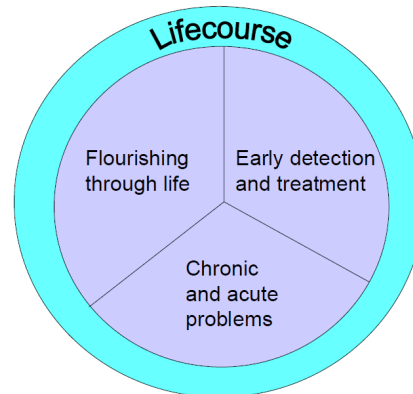 Lifecourse
Flourishing
through life
Early detection
and treatment
Chronic
and acute
problems